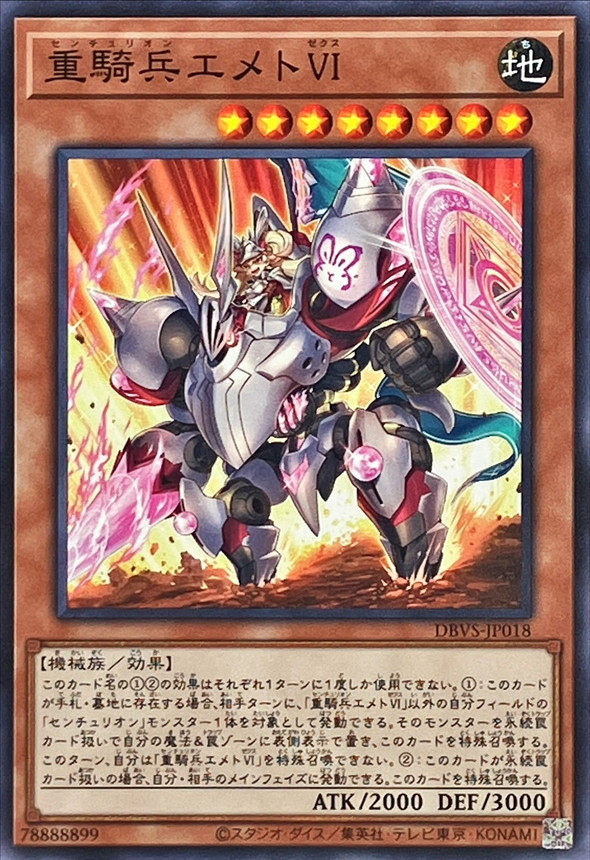 重騎兵エメトⅥ
地
DBVS-JP018
【機械族／効果】
このカード名の①②の効果はそれぞれ1ターンに1度しか使用できない。①：このカード
が手札・墓地に存在する場合、相手ターンに、「重騎兵エメトⅥ」以外の自分フィールドの
「センチュリオン」モンスター1体を対象として発動できる。そのモンスターを永続罠
カード扱いで自分の魔法＆罠ゾーンに表側表示で置き、このカードを特殊召喚する。
このターン、自分は「重騎兵エメトⅥ」を特殊召喚できない。②：このカードが永続罠
カード扱いの場合、自分・相手のメインフェイズに発動できる。このカードを特殊召喚する。
ATK/2000 DEF/3000
78888899
©スタジオ・ダイス／集英社・テレビ東京・KONAMI